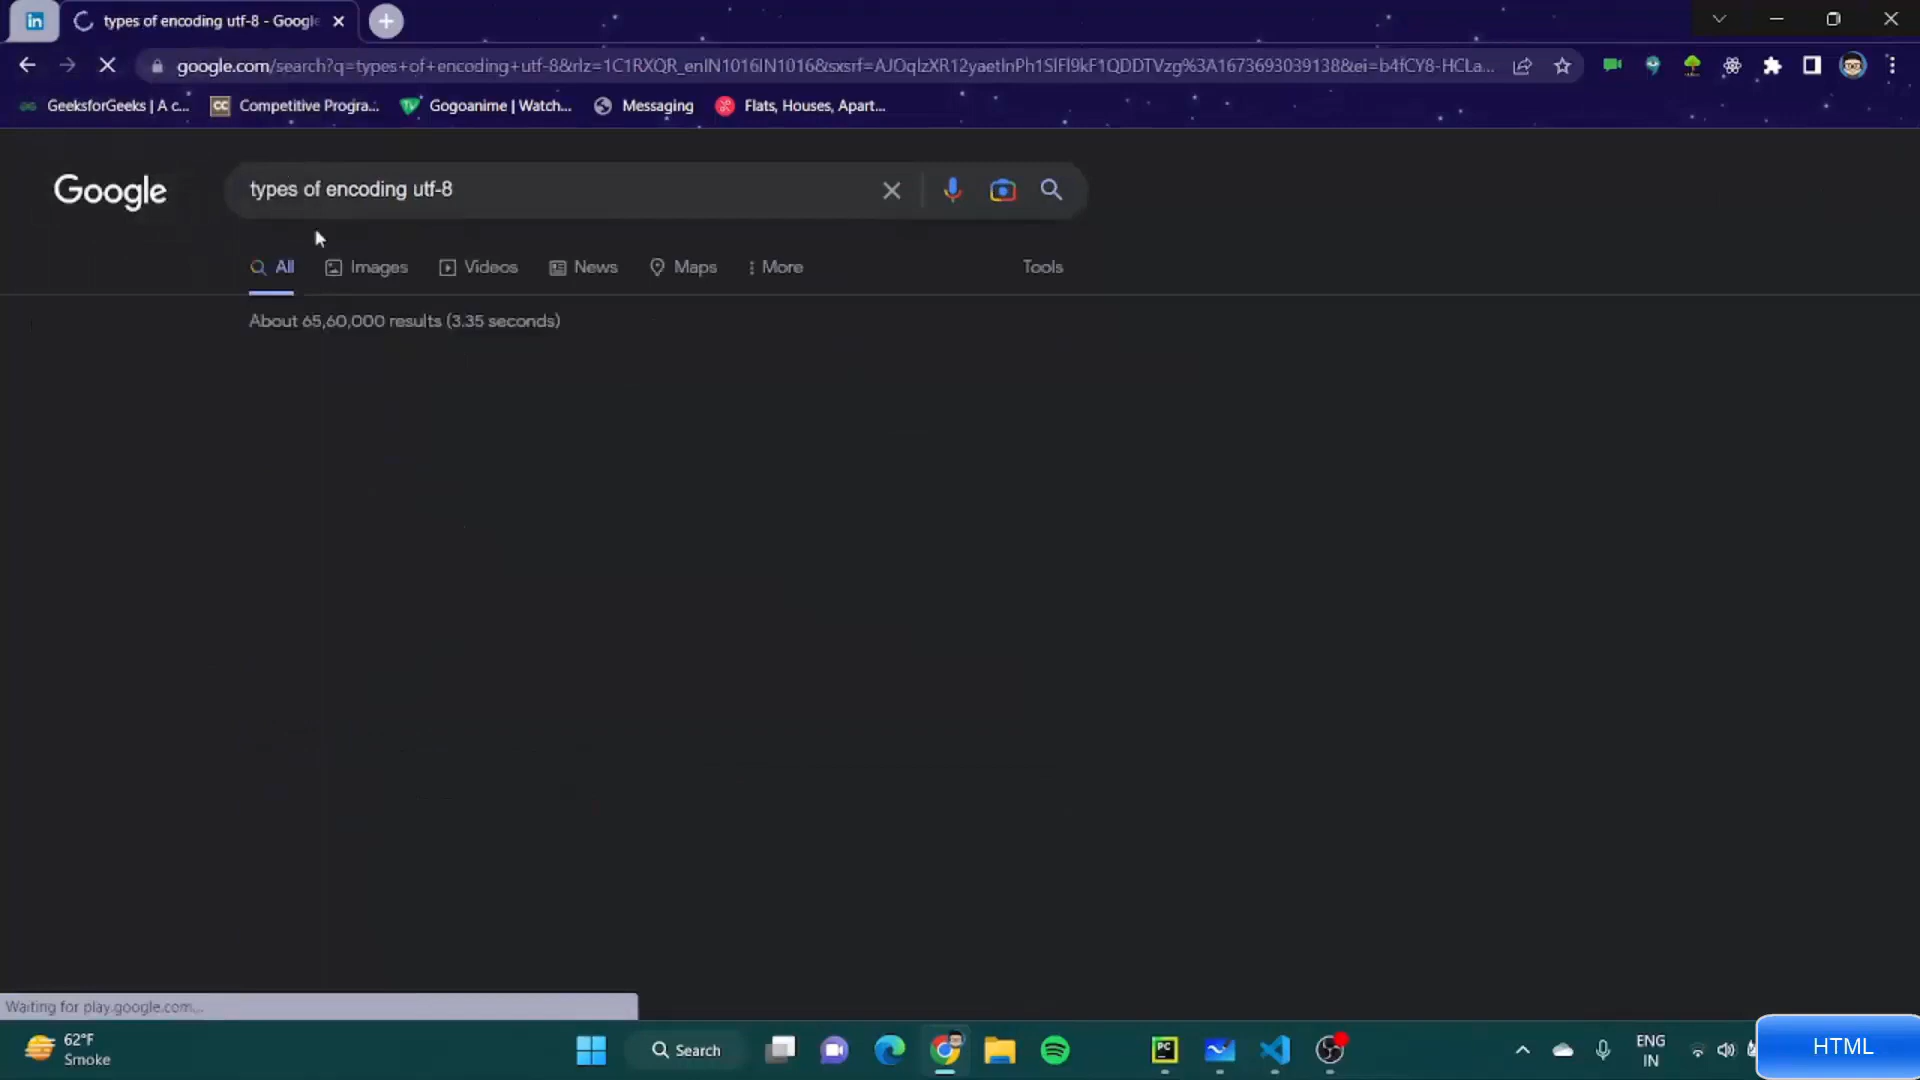 types of encoding utf-8 - Google
google.com/search?q=types+of+encoding+utf-8&rlz=1C1RXQR_enIN1016IN1016&sxsrf=AJOqlzXR12yaetInPh1SlFl9kF1QDDTVzg%3A1673693039138&ei=b4fCY8-HCLa...
GeeksforGeeks | A c...
Competitive Progra...
Gogoanime | Watch...
Messaging
Flats, Houses, Apart...
Google
types of encoding utf-8
All
Images
Videos
News
Maps
More
Tools
About 65,60,000 results (3.35 seconds)
Waiting for play.google.com...
62°F
Smoke
Search
ENG
IN
HTML